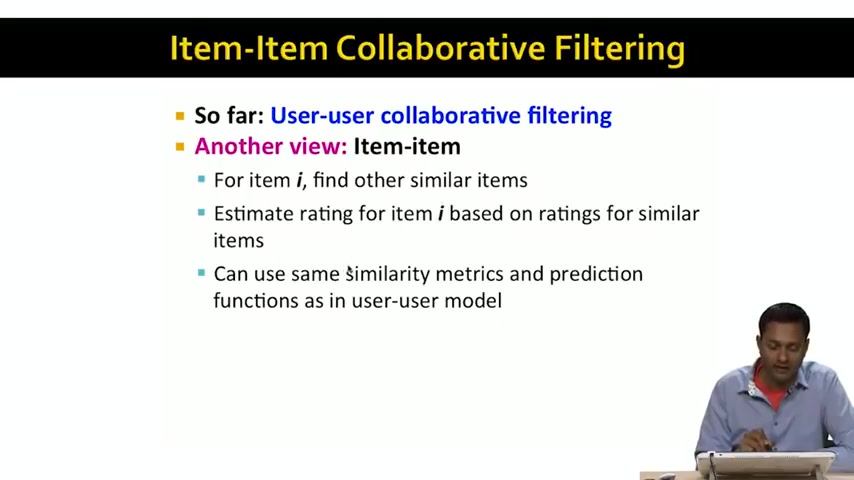 Item-Item Collaborative Filtering
So far: User-user collaborative filtering
Another view: Item-item
For item i, find other similar items
Estimate rating for item i based on ratings for similar
items
Can use same similarity metrics and prediction
functions as in user-user model